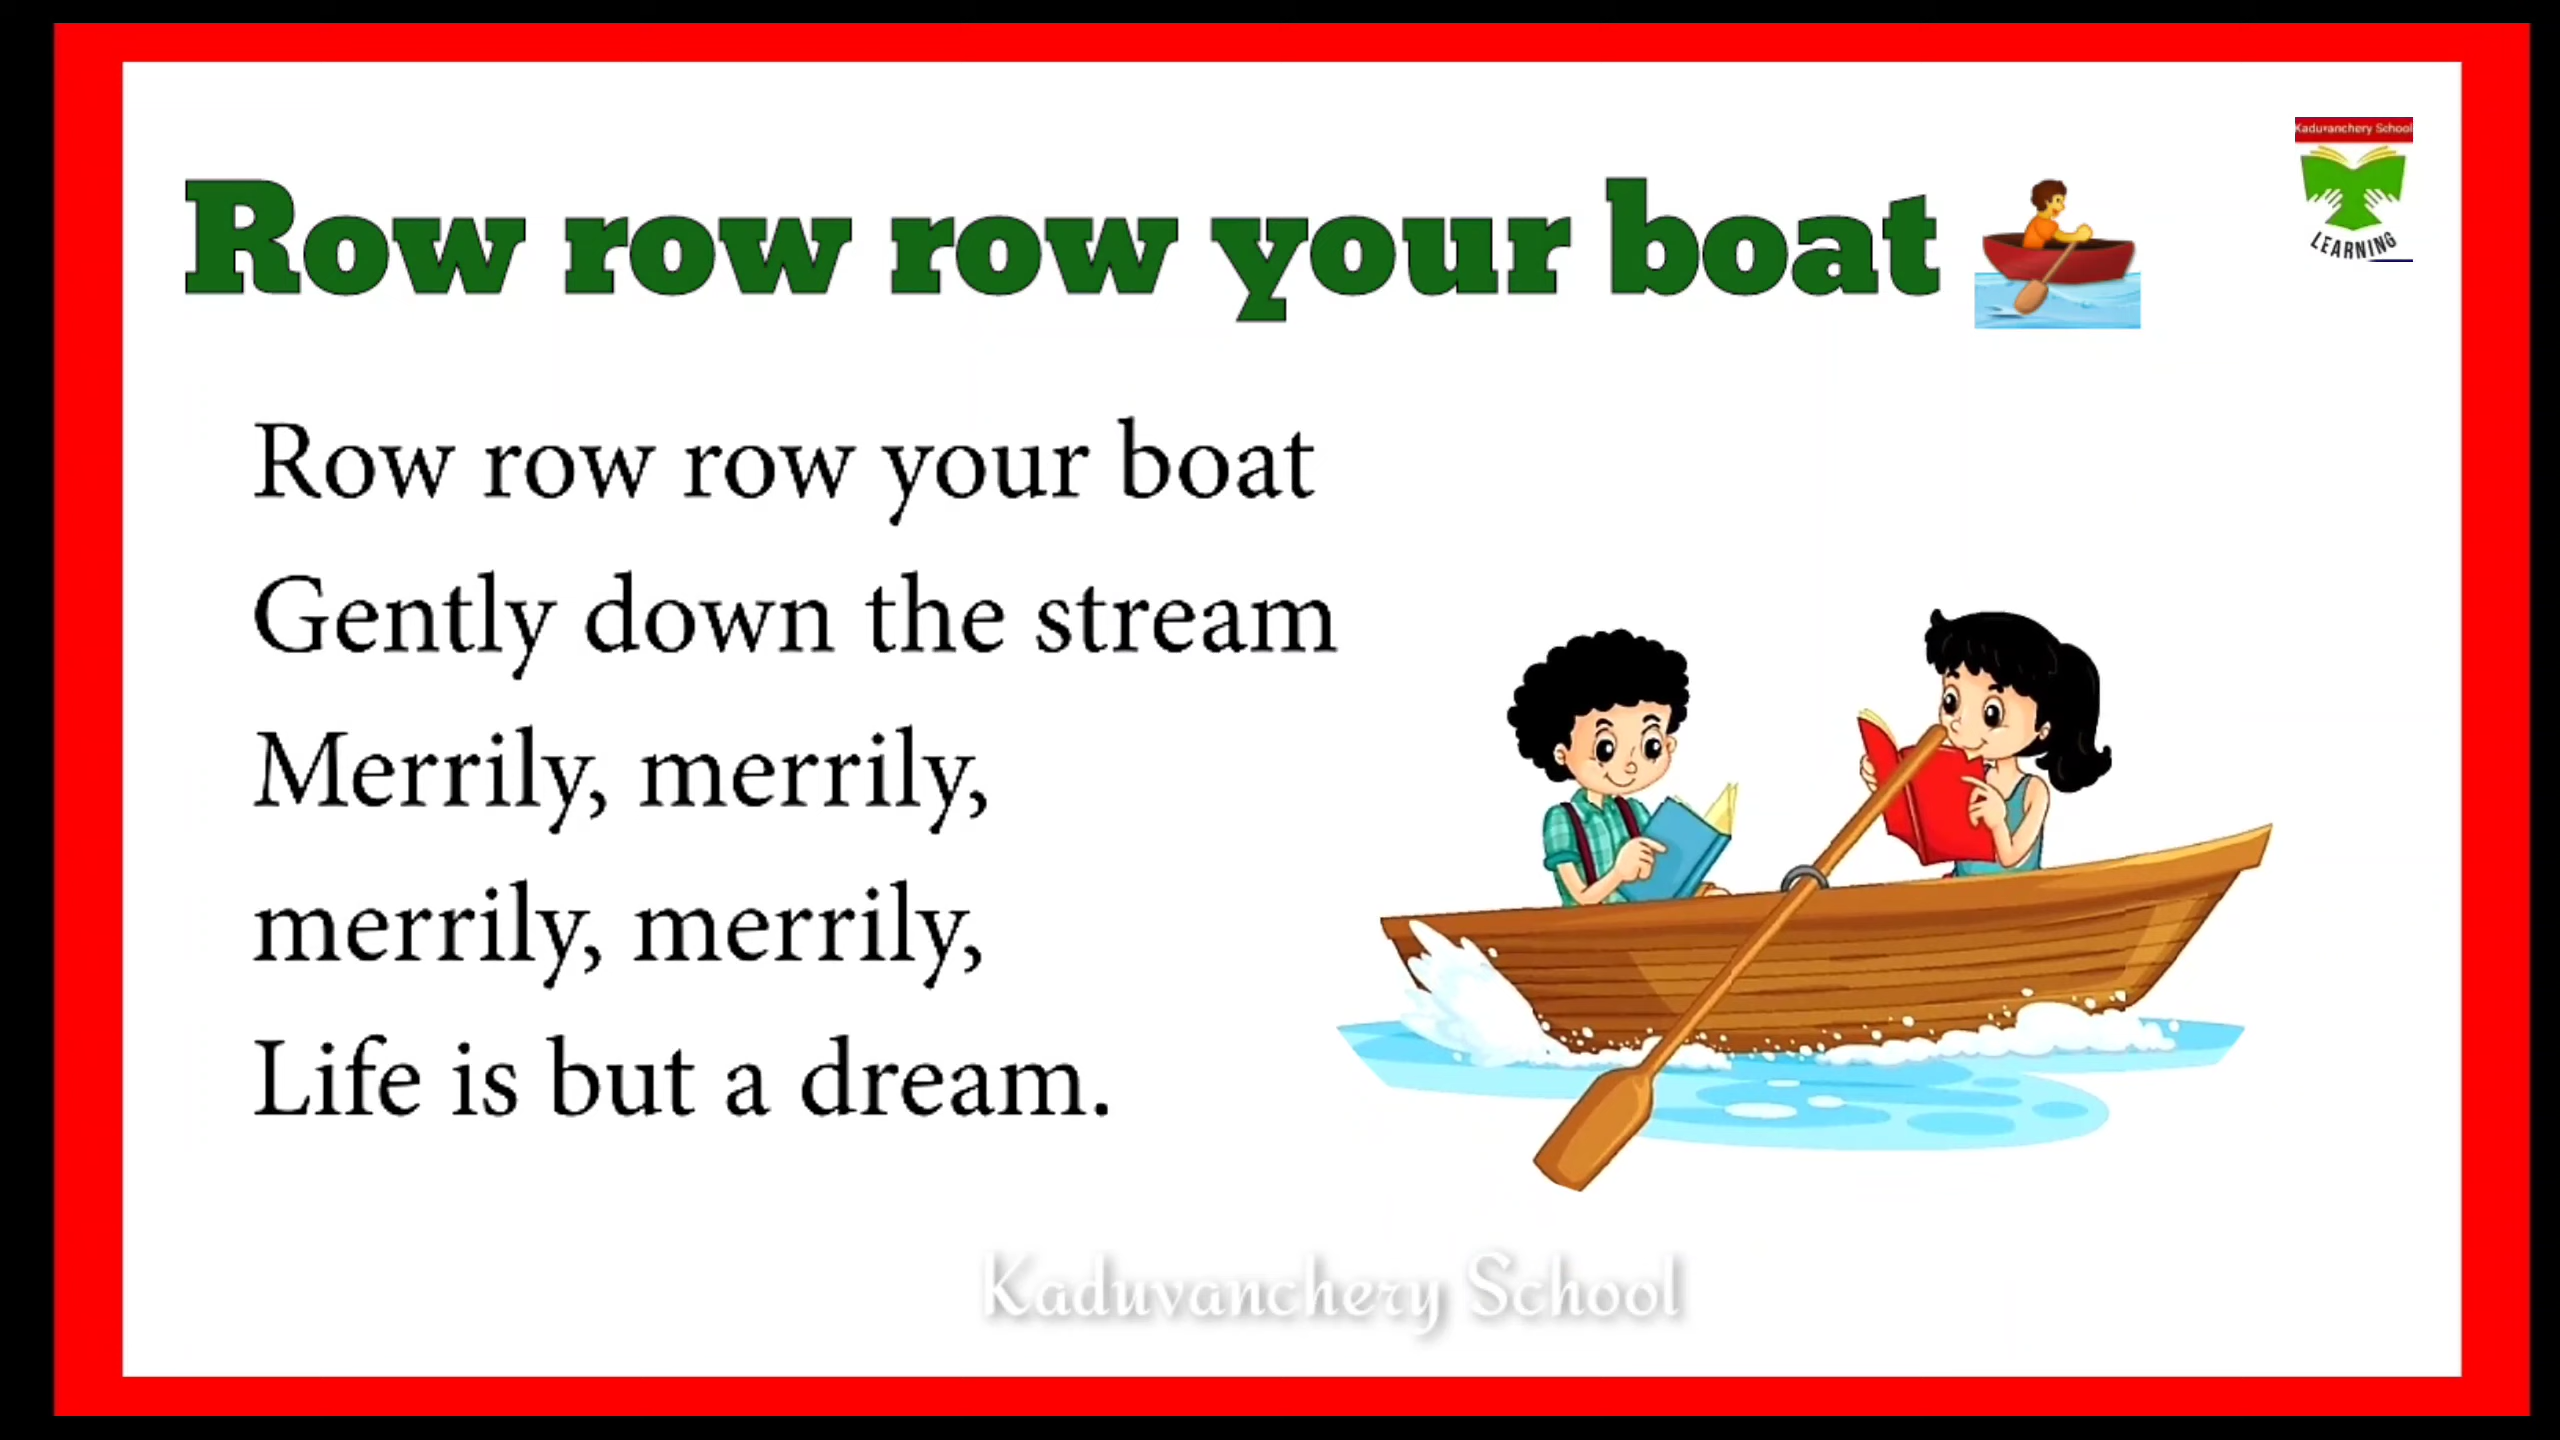 Kaduvanchery School
LEARNING
Row row row your boat
Row row row your boat
Gently down the stream
Merrily, merrily,
merrily, merrily,
Life is but a dream.
Kaduvanchery School